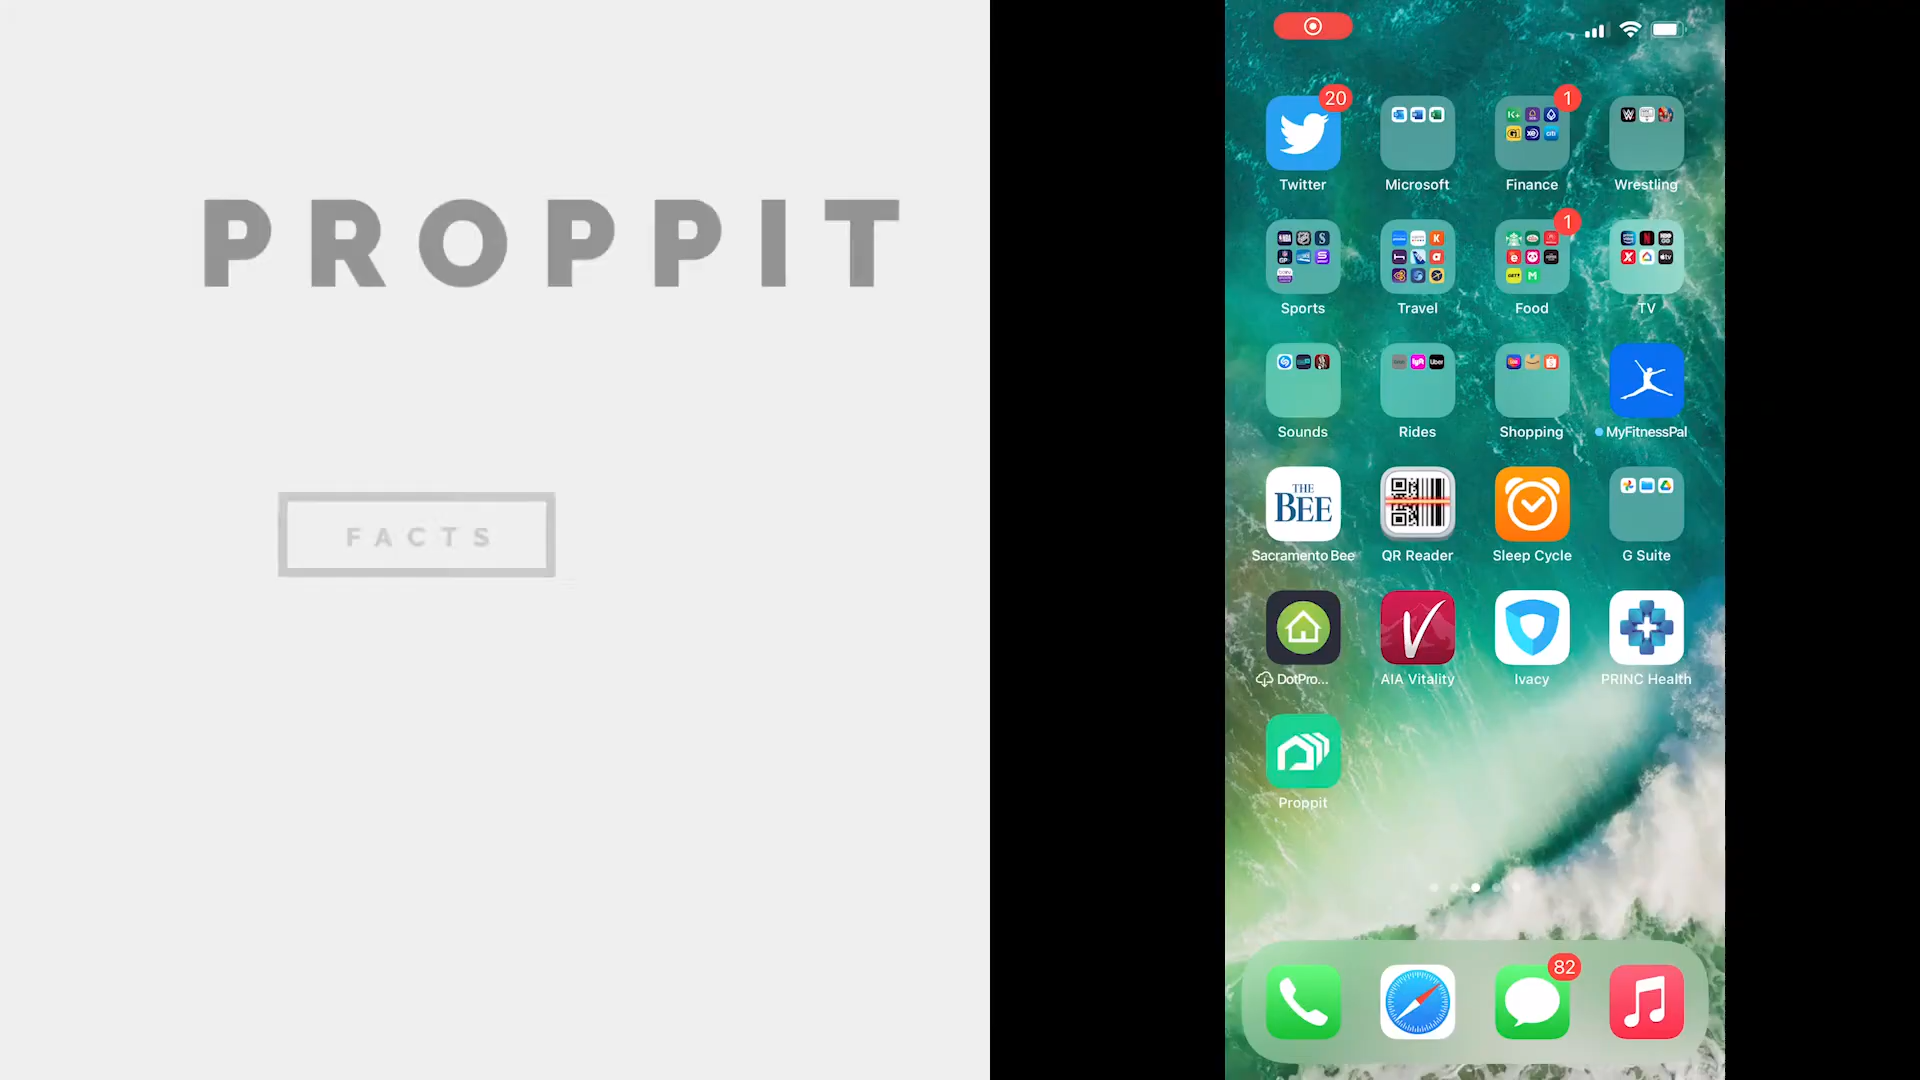 PROPPIT
FACTS
20
1
Twitter
Microsoft
Finance
Wrestling
1
Sports
Travel
Food
TV
Sounds
Rides
Shopping
MyFitnessPal
THE
BEE
Sacramento Bee
QR Reader
Sleep Cycle
G Suite
DotPro...
AIA Vitality
Ivacy
PRINC Health
Proppit
82